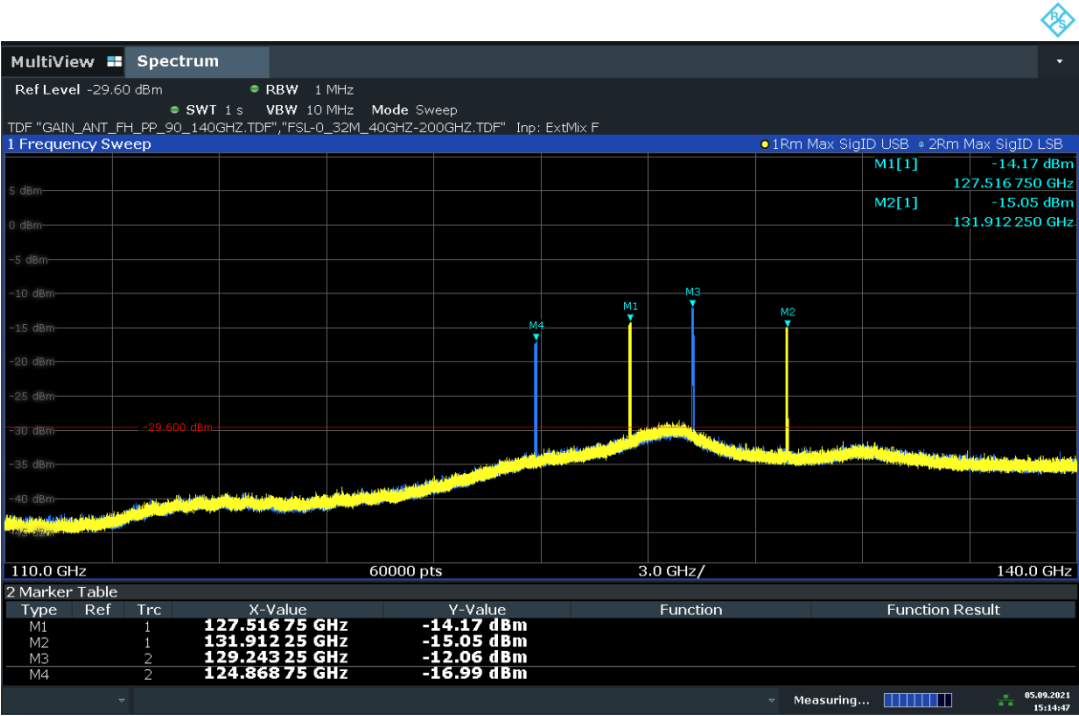 R&S
MultiView Spectrum
Ref Level -29.60 dBm RBW 1 MHz
SWT 1 s VBW 10 MHz Mode Sweep
TDF "GAIN_ANT_FH_PP_90_140GHZ.TDF","FSL-0_32M_40GHZ-200GHZ.TDF" Inp: ExtMix F
1 Frequency Sweep 1Rm Max SigID USB 2Rm Max SigID LSB
M1[1] -14.17 dBm
127.516 750 GHz
M2[1] -15.05 dBm
131.912 250 GHz
5 dBm
0 dBm
-5 dBm
-10 dBm
M3
M1
M2
M4
-15 dBm
-20 dBm
-25 dBm
-29.600 dBm
-30 dBm
-35 dBm
-40 dBm
-45 dBm
110.0 GHz 60000 pts 3.0 GHz/ 140.0 GHz
2 Marker Table
Type Ref Trc X-Value Y-Value Function Function Result
M1 1 127.516 75 GHz -14.17 dBm
M2 1 131.912 25 GHz -15.05 dBm
M3 2 129.243 25 GHz -12.06 dBm
M4 2 124.868 75 GHz -16.99 dBm
Measuring... 05.09.2021
15:14:47